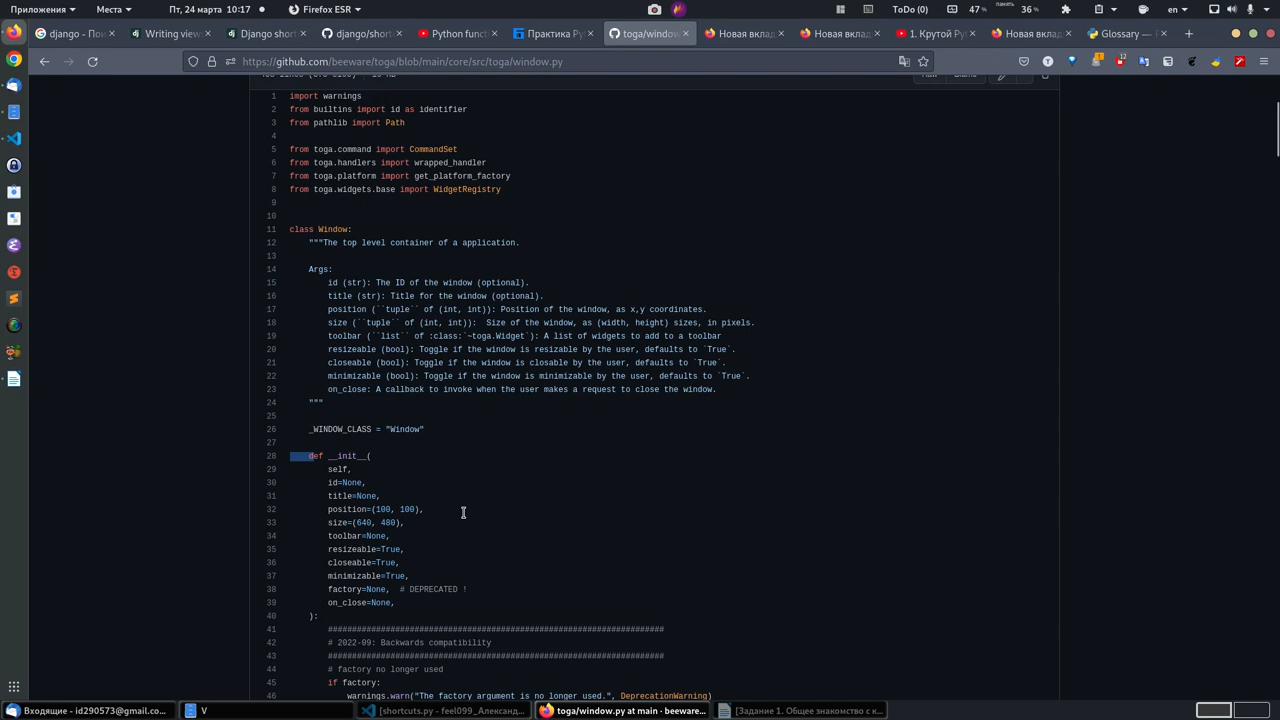 Приложения
Места
Пт, 24 марта 10:17
Firefox ESR
ToDo (0)
47 %
память
36 %
en
django - Пои
Writing view
Django short
django/short
Python functi
Практика Py
toga/window
Новая вклад
Новая вклад
1. Крутой Py
Новая вклад
Glossary — P
https://github.com/beeware/toga/blob/main/core/src/toga/window.py
12
1 import warnings
2 from builtins import id as identifier
3 from pathlib import Path
4
5 from toga.command import CommandSet
6 from toga.handlers import wrapped_handler
7 from toga.platform import get_platform_factory
8 from toga.widgets.base import WidgetRegistry
9
10
11 class Window:
12 """The top level container of a application.
13
14 Args:
15 id (str): The ID of the window (optional).
16 title (str): Title for the window (optional).
17 position (``tuple`` of (int, int)): Position of the window, as x,y coordinates.
18 size (``tuple`` of (int, int)):  Size of the window, as (width, height) sizes, in pixels.
19 toolbar (``list`` of :class:`~toga.Widget`): A list of widgets to add to a toolbar
20 resizeable (bool): Toggle if the window is resizable by the user, defaults to `True`.
21 closeable (bool): Toggle if the window is closable by the user, defaults to `True`.
22 minimizable (bool): Toggle if the window is minimizable by the user, defaults to `True`.
23 on_close: A callback to invoke when the user makes a request to close the window.
24 """
25
26 _WINDOW_CLASS = "Window"
27
28 def __init__(
29 self,
30 id=None,
31 title=None,
32 position=(100, 100),
33 size=(640, 480),
34 toolbar=None,
35 resizeable=True,
36 closeable=True,
37 minimizable=True,
38 factory=None,  # DEPRECATED !
39 on_close=None,
40 ):
41 ######################################################################
42 # 2022-09: Backwards compatibility
43 ######################################################################
44 # factory no longer used
45 if factory:
46 warnings.warn("The factory argument is no longer used.", DeprecationWarning)
Входящие - id290573@gmail.co...
V
[shortcuts.py - feel099_Александ...
toga/window.py at main · beeware...
[Задание 1. Общее знакомство с к...